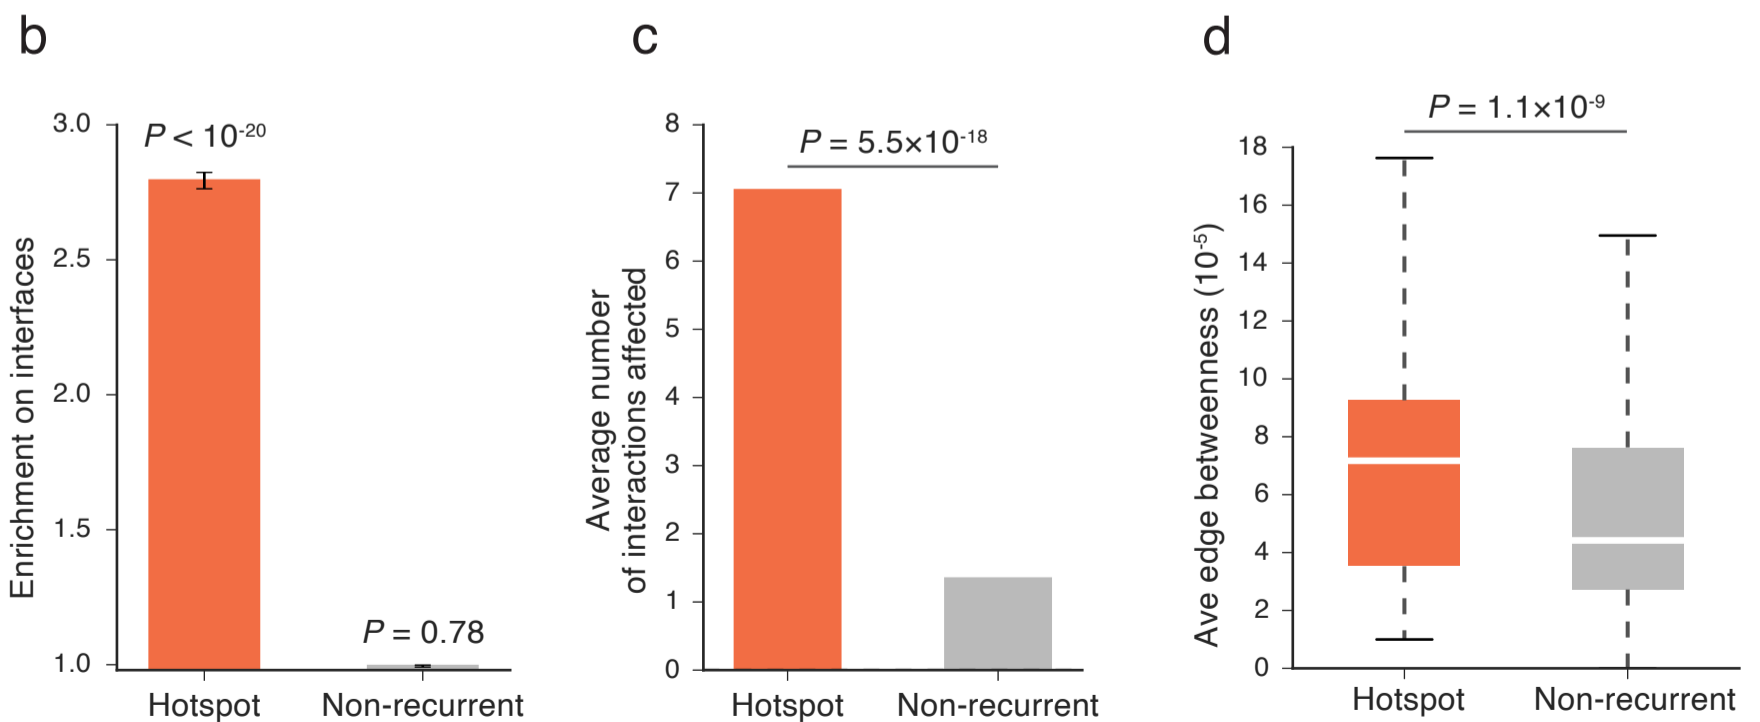 b
P < 10⁻²⁰
3.0
2.5
2.0
1.5
1.0
Enrichment on interfaces
P = 0.78
Hotspot
Non-recurrent
c
P = 5.5×10⁻¹⁸
8
7
6
5
4
3
2
1
0
Average number
of interactions affected
Hotspot
Non-recurrent
d
P = 1.1×10⁻⁹
18
16
14
12
10
8
6
4
2
0
Ave edge betweenness (10⁻⁵)
Hotspot
Non-recurrent